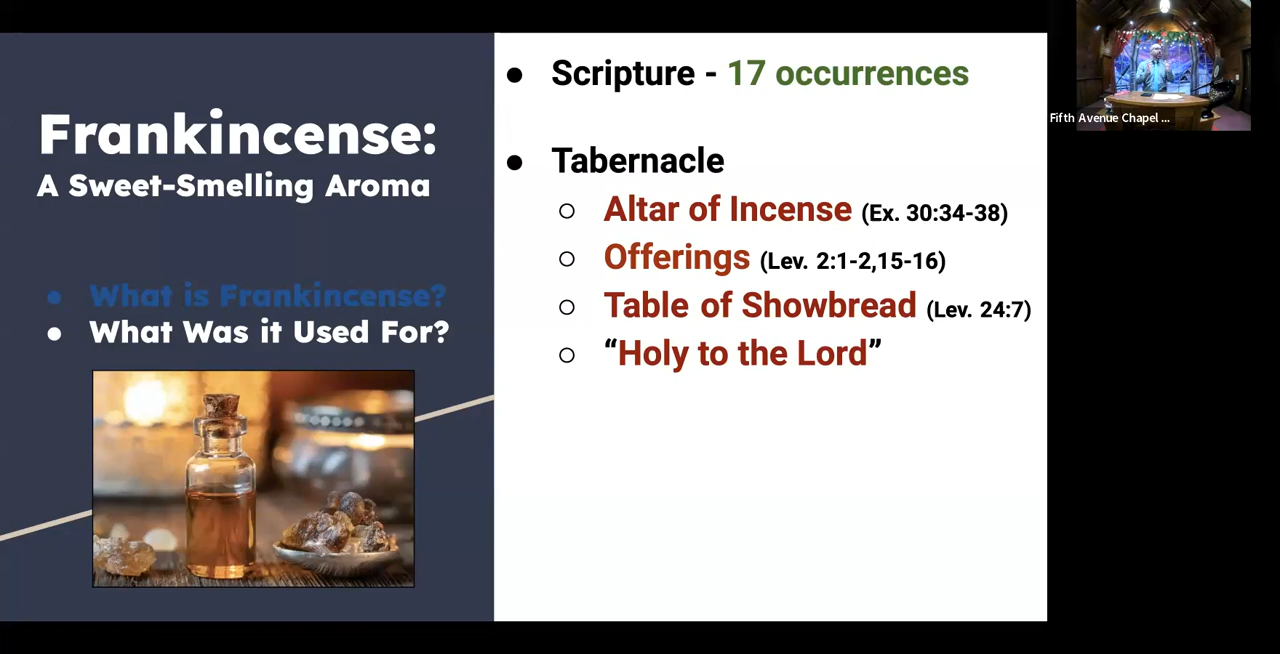 Frankincense:
A Sweet-Smelling Aroma
● What is Frankincense?
● What Was it Used For?
● Scripture - 17 occurrences
● Tabernacle
○ Altar of Incense (Ex. 30:34-38)
○ Offerings (Lev. 2:1-2,15-16)
○ Table of Showbread (Lev. 24:7)
○ “Holy to the Lord”
Fifth Avenue Chapel ...